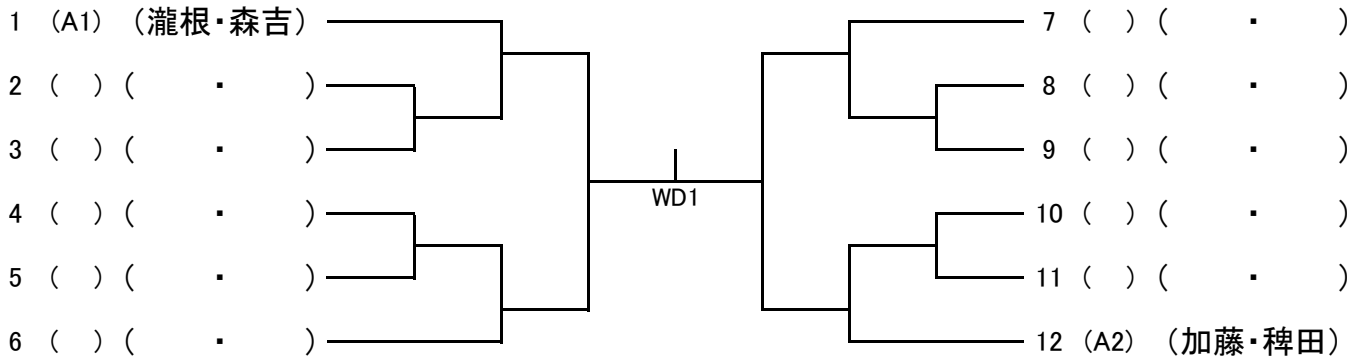 1 (A1) (瀧根・森吉)
2 ( ) ( ・ )
3 ( ) ( ・ )
4 ( ) ( ・ )
5 ( ) ( ・ )
6 ( ) ( ・ )
WD1
7 ( ) ( ・ )
8 ( ) ( ・ )
9 ( ) ( ・ )
10 ( ) ( ・ )
11 ( ) ( ・ )
12 (A2) (加藤・稗田)